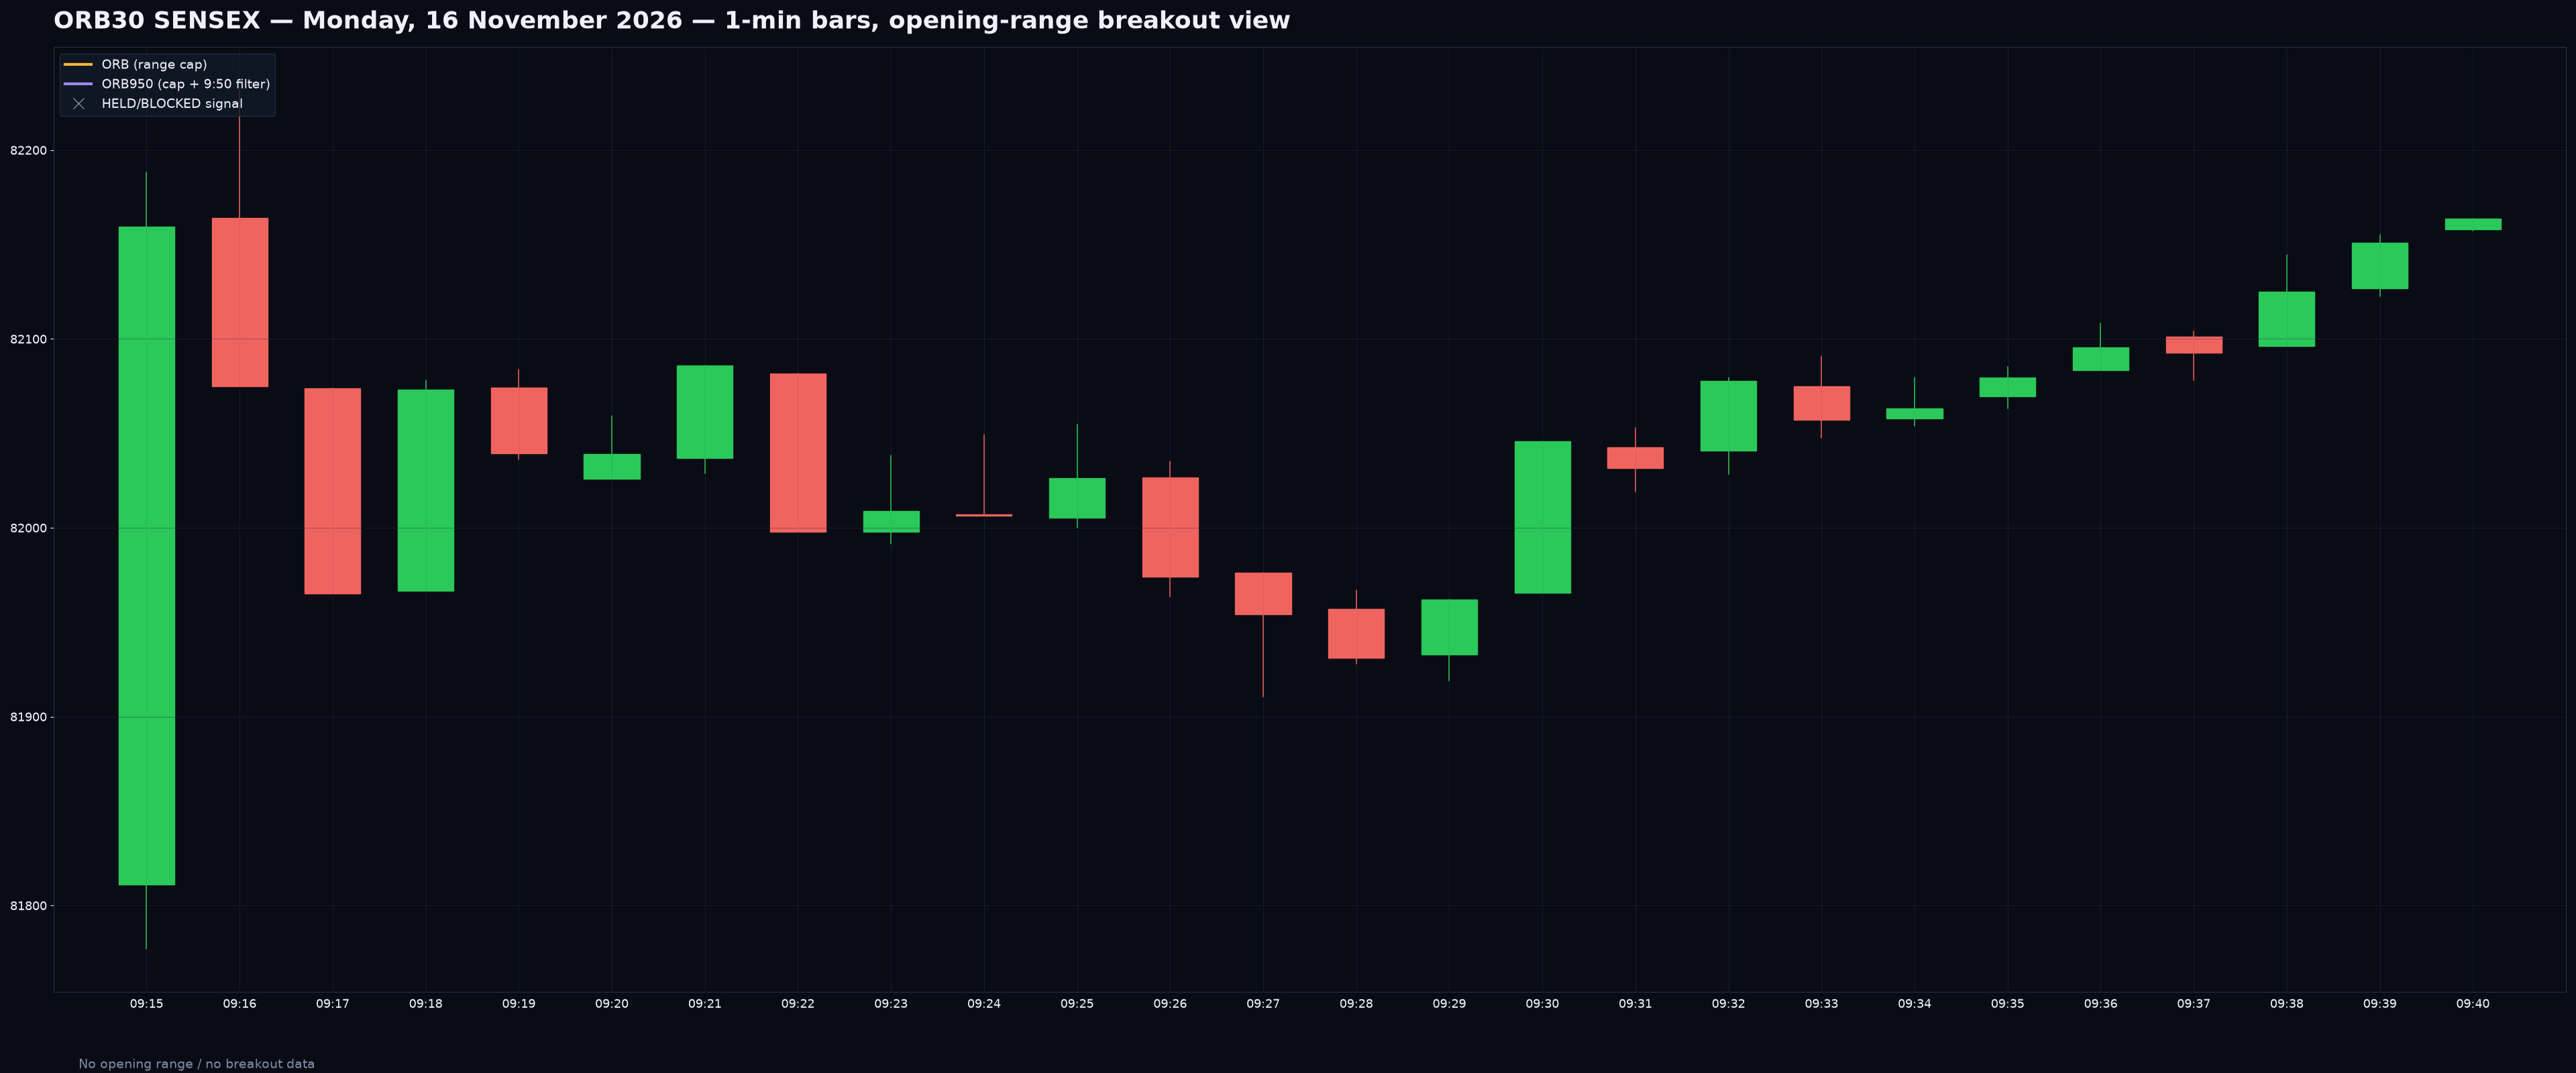 ORB30 SENSEX — Monday, 16 November 2026 — 1-min bars, opening-range breakout view
ORB (range cap)
ORB950 (cap + 9:50 filter)
HELD/BLOCKED signal
82200
82100
82000
81900
81800
09:15 09:16 09:17 09:18 09:19 09:20 09:21 09:22 09:23 09:24 09:25 09:26 09:27 09:28 09:29 09:30 09:31 09:32 09:33 09:34 09:35 09:36 09:37 09:38 09:39 09:40
No opening range / no breakout data